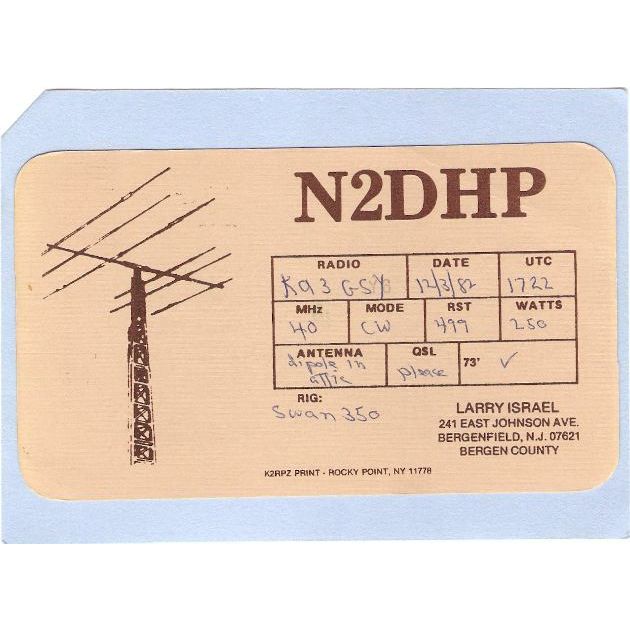 N2DHP
RADIO DATE UTC
KA3 12/3/82 1722
MHz MODE RST WATTS
40 CW 499 250
ANTENNA QSL 73' ✓
dipole in please
attic
RIG:
Swan 350
LARRY ISRAEL
241 EAST JOHNSON AVE.
BERGENFIELD, N.J. 07621
BERGEN COUNTY
K2RPZ PRINT - ROCKY POINT, NY 11778